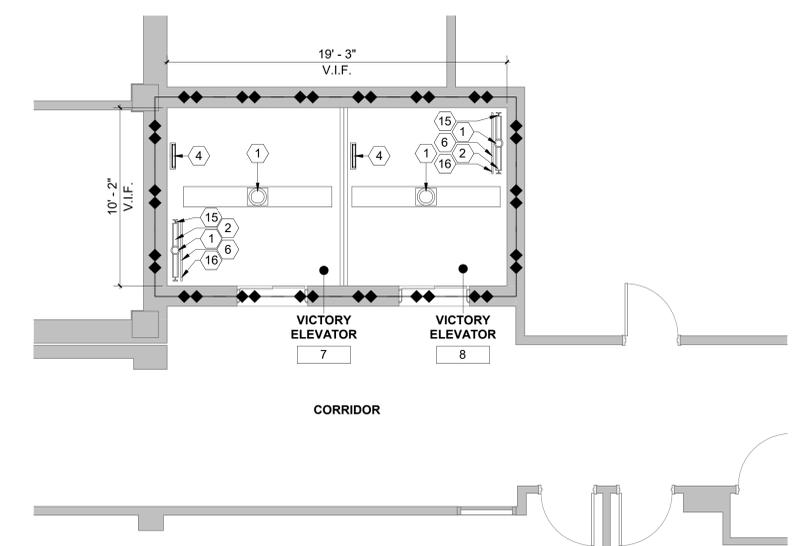 19' - 3"
V.I.F.
10' - 2"
V.I.F.
4
1
4
1
15
1
6
2
16
15
2
1
6
16
VICTORY
ELEVATOR
7
VICTORY
ELEVATOR
8
CORRIDOR